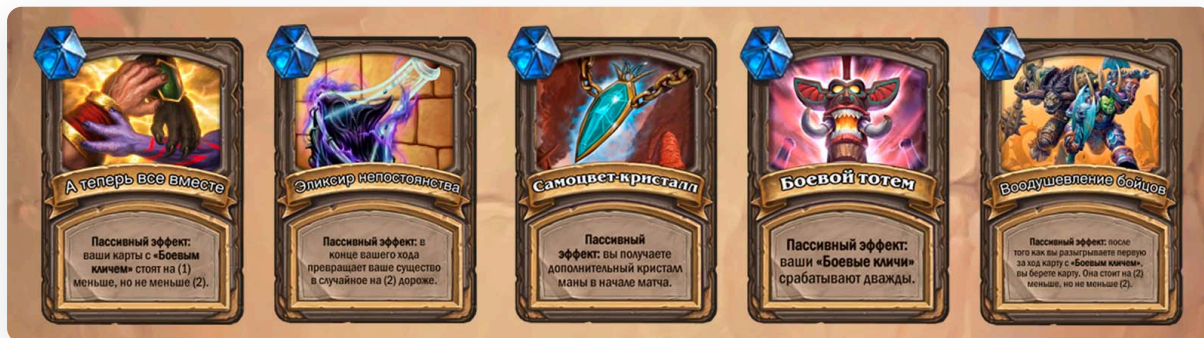 А теперь все вместе
Пассивный эффект:
ваши карты с «Боевым
кличем» стоят на (1)
меньше, но не меньше (2).
Эликсир непостоянства
Пассивный эффект: в
конце вашего хода
превращает ваше существо
в случайное на (2) дороже.
Самоцвет-кристалл
Пассивный
эффект: вы получаете
дополнительный кристалл
маны в начале матча.
Боевой тотем
Пассивный эффект:
ваши «Боевые кличи»
срабатывают дважды.
Воодушевление бойцов
Пассивный эффект: после
того как вы разыгрываете первую
за ход карту с «Боевым кличем»,
вы берете карту. Она стоит на (2)
меньше, но не меньше (2).